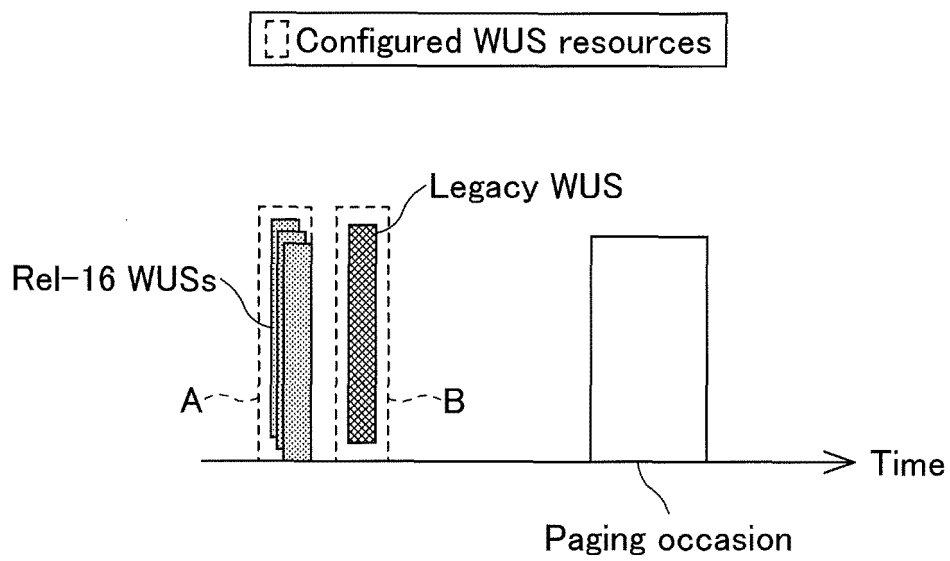 Configured WUS resources
Legacy WUS
Rel-16 WUSs
A
B
Time
Paging occasion